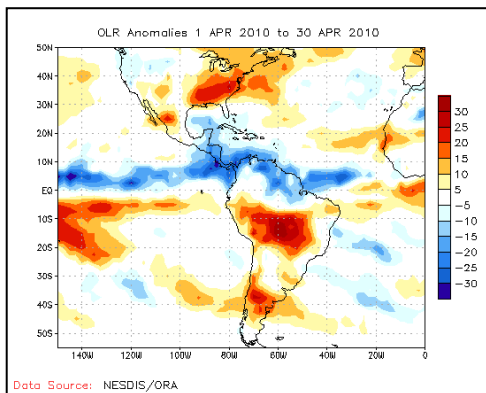 OLR Anomalies 1 APR 2010 to 30 APR 2010
50N
40N
30N
20N
10N
EQ
10S
20S
30S
40S
50S
140W 120W 100W 80W 60W 40W 20W 0
30
25
20
15
10
5
-5
-10
-15
-20
-25
-30
Data Source: NESDIS/ORA